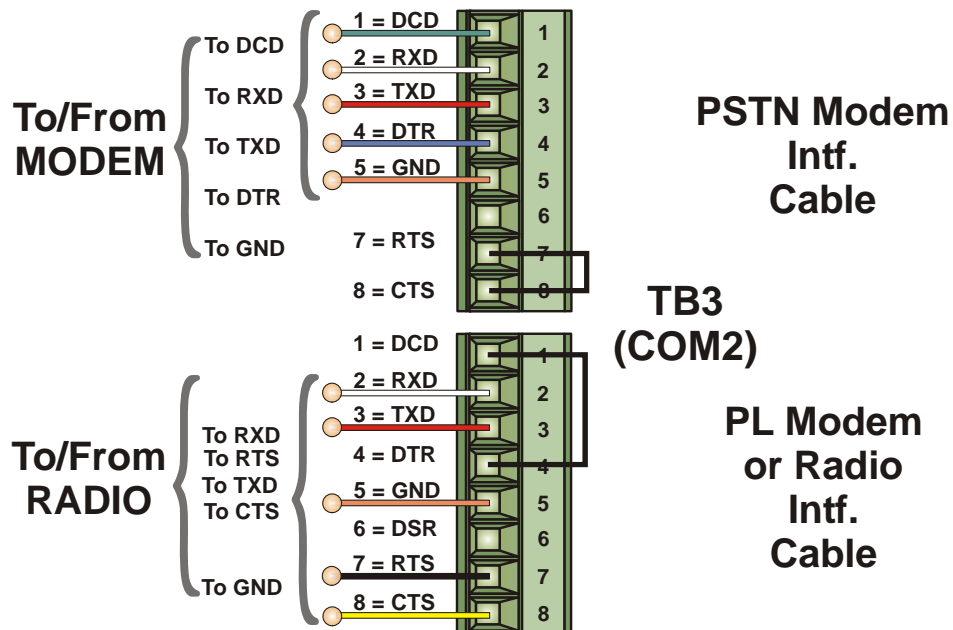 To/From
MODEM
To DCD
To RXD
To TXD
To DTR
To GND
1 = DCD
2 = RXD
3 = TXD
4 = DTR
5 = GND
7 = RTS
8 = CTS
1
2
3
4
5
6
7
8
PSTN Modem
Intf.
Cable
TB3
(COM2)
To/From
RADIO
To RXD
To RTS
To TXD
To CTS
To GND
1 = DCD
2 = RXD
3 = TXD
4 = DTR
5 = GND
6 = DSR
7 = RTS
8 = CTS
1
2
3
4
5
6
7
8
PL Modem
or Radio
Intf.
Cable